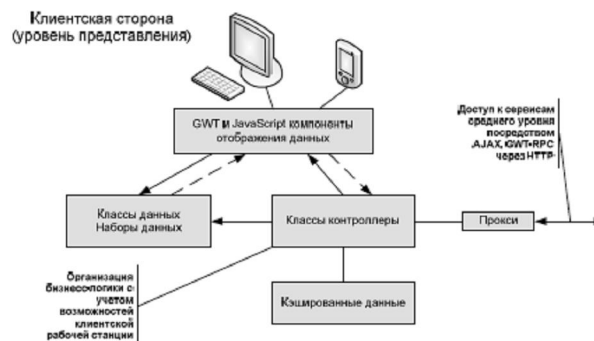 Клиентская сторона
(уровень представления)
GWT и JavaScript компоненты
отображения данных
Доступ к сервисам
среднего уровня
посредством
AJAX, GWT-RPC
через HTTP
Классы данных
Наборы данных
Классы контроллеры
Прокси
Организация
бизнес-логики с
учетом
возможностей
клиентской
рабочей станции
Кэшированные данные